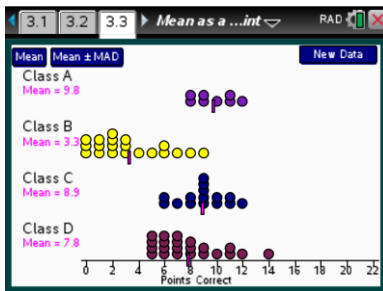 3.1 3.2 3.3 Mean as a ...int RAD
Mean Mean ± MAD New Data
Class A
Mean = 9.8
Class B
Mean = 3.3
Class C
Mean = 8.9
Class D
Mean = 7.8
0 2 4 6 8 10 12 14 16 18 20 22
Points Correct